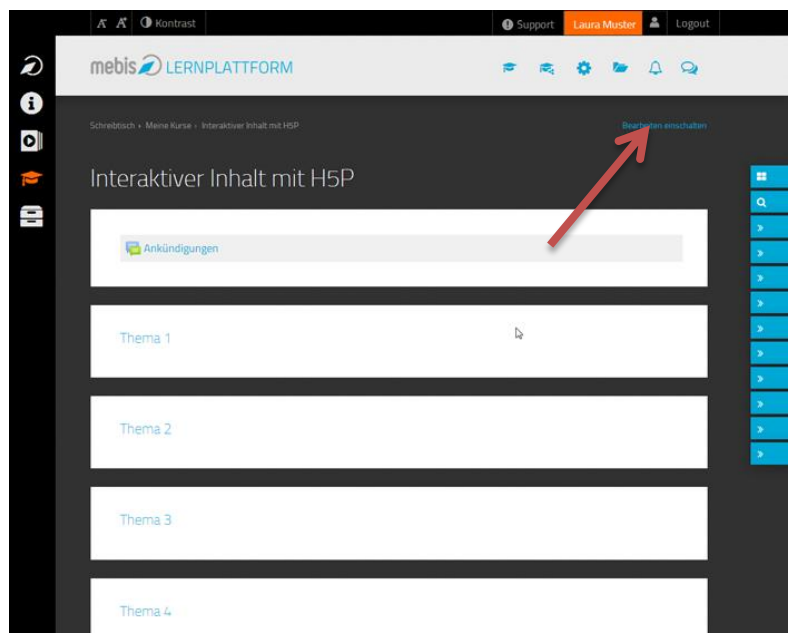 A A Kontrast Support Laura Muster Logout
mebis LERNPLATTFORM
Schreibtisch › Meine Kurse › Interaktiver Inhalt mit H5P Bearbeiten einschalten
Interaktiver Inhalt mit H5P
Ankündigungen
Thema 1
Thema 2
Thema 3
Thema 4